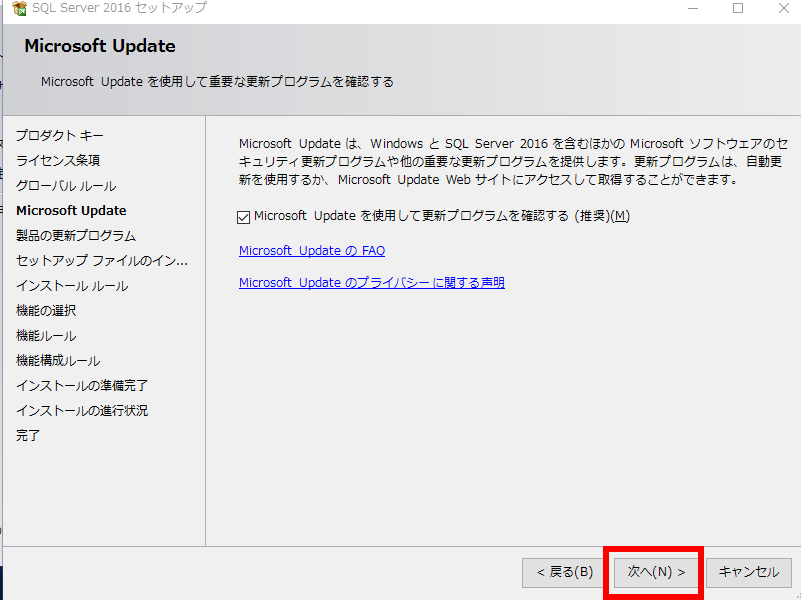 SQL Server 2016 セットアップ
Microsoft Update
Microsoft Update を使用して重要な更新プログラムを確認する
プロダクト キー
ライセンス条項
グローバル ルール
Microsoft Update
製品の更新プログラム
セットアップ ファイルのイン...
インストール ルール
機能の選択
機能ルール
機能構成ルール
インストールの準備完了
インストールの進行状況
完了
Microsoft Update は、Windows と SQL Server 2016 を含むほかの Microsoft ソフトウェアのセ
キュリティ更新プログラムや他の重要な更新プログラムを提供します。更新プログラムは、自動更
新を使用するか、Microsoft Update Web サイトにアクセスして取得することができます。
Microsoft Update を使用して更新プログラムを確認する (推奨)(M)
Microsoft Update の FAQ
Microsoft Update のプライバシーに関する声明
< 戻る(B)
次へ(N) >
キャンセル